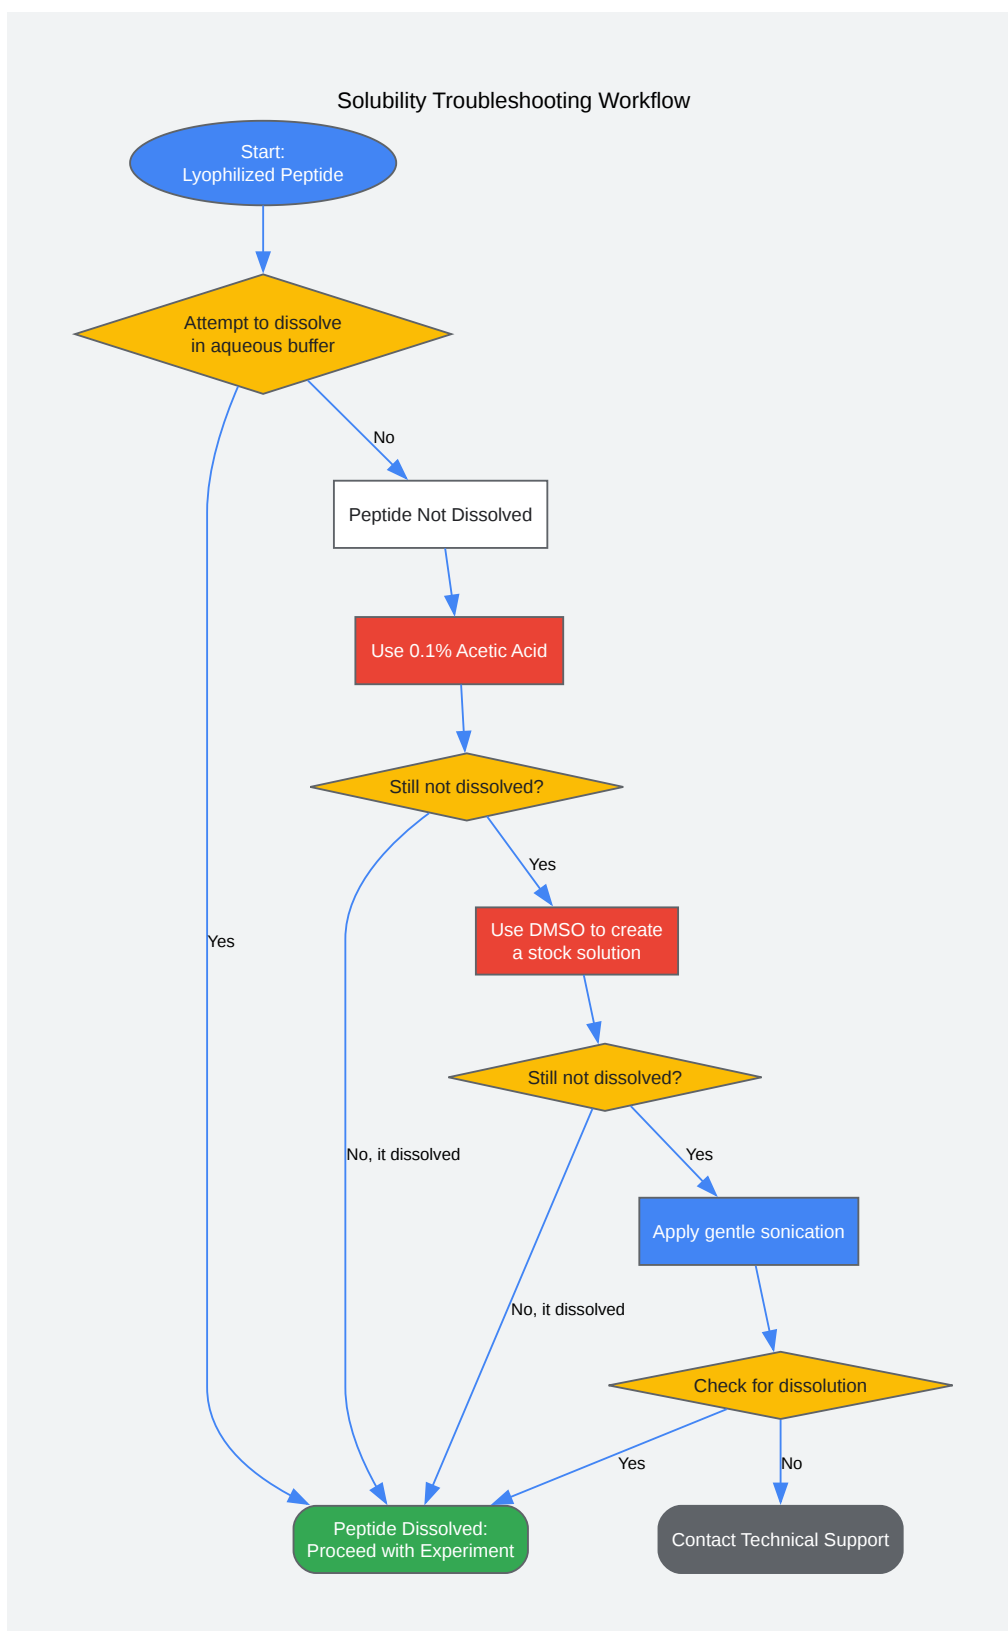 Solubility Troubleshooting Workflow
Start:
Lyophilized Peptide
Attempt to dissolve
in aqueous buffer
No
Peptide Not Dissolved
Use 0.1% Acetic Acid
Still not dissolved?
Yes
Use DMSO to create
a stock solution
Yes
Still not dissolved?
No, it dissolved
Yes
Apply gentle sonication
No, it dissolved
Check for dissolution
Yes
No
Peptide Dissolved:
Proceed with Experiment
Contact Technical Support